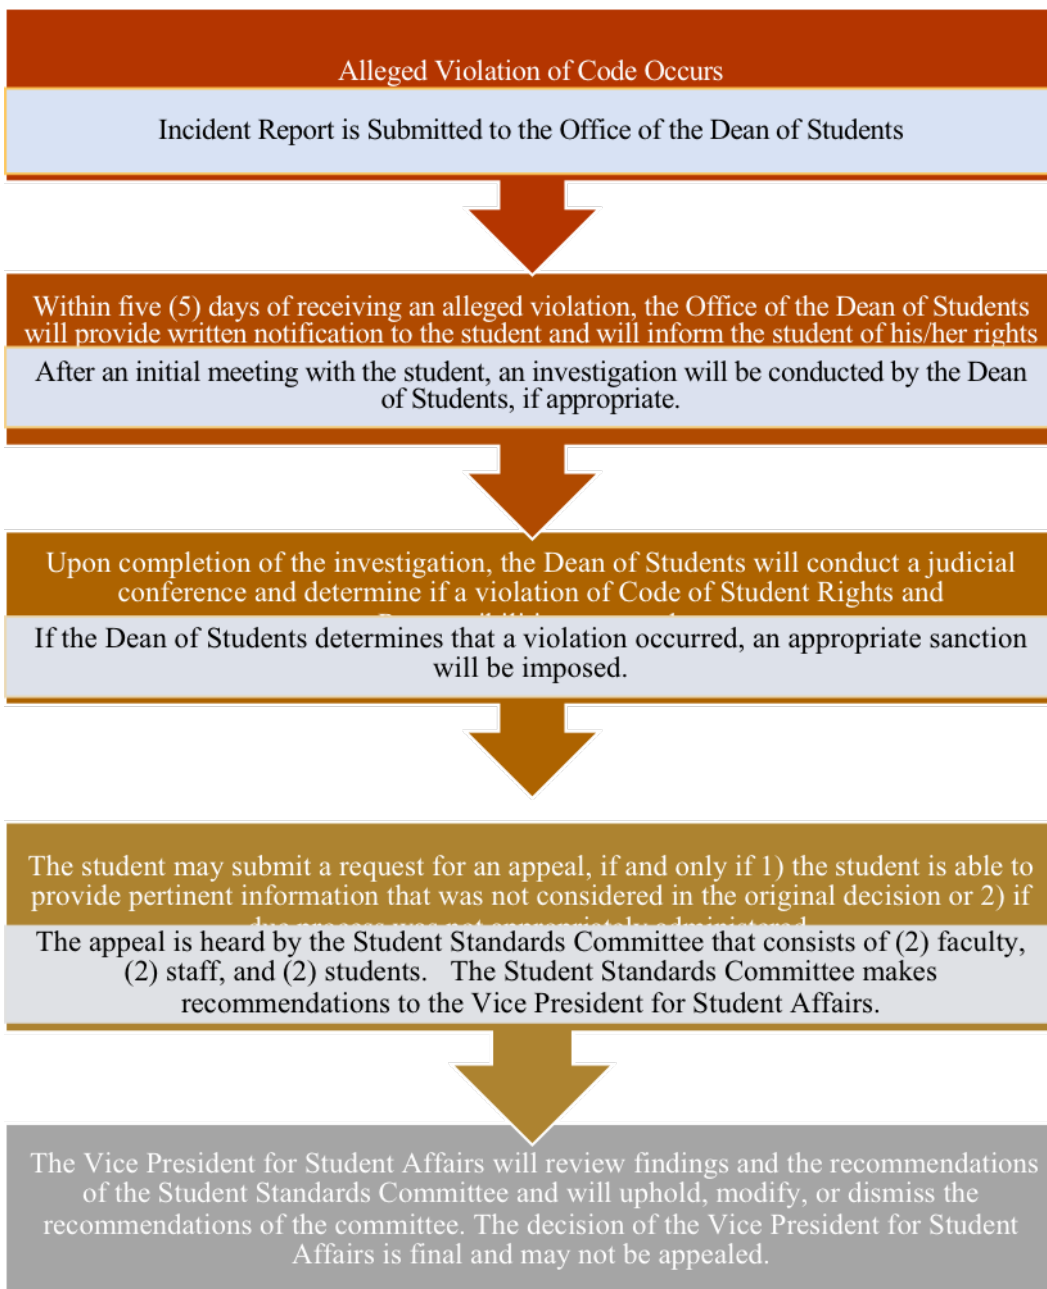 Alleged Violation of Code Occurs
Incident Report is Submitted to the Office of the Dean of Students
Within five (5) days of receiving an alleged violation, the Office of the Dean of Students
will provide written notification to the student and will inform the student of his/her rights
After an initial meeting with the student, an investigation will be conducted by the Dean
of Students, if appropriate.
Upon completion of the investigation, the Dean of Students will conduct a judicial
conference and determine if a violation of Code of Student Rights and
If the Dean of Students determines that a violation occurred, an appropriate sanction
will be imposed.
The student may submit a request for an appeal, if and only if 1) the student is able to
provide pertinent information that was not considered in the original decision or 2) if
due process was not appropriately administered
The appeal is heard by the Student Standards Committee that consists of (2) faculty,
(2) staff, and (2) students. The Student Standards Committee makes
recommendations to the Vice President for Student Affairs.
The Vice President for Student Affairs will review findings and the recommendations
of the Student Standards Committee and will uphold, modify, or dismiss the
recommendations of the committee. The decision of the Vice President for Student
Affairs is final and may not be appealed.